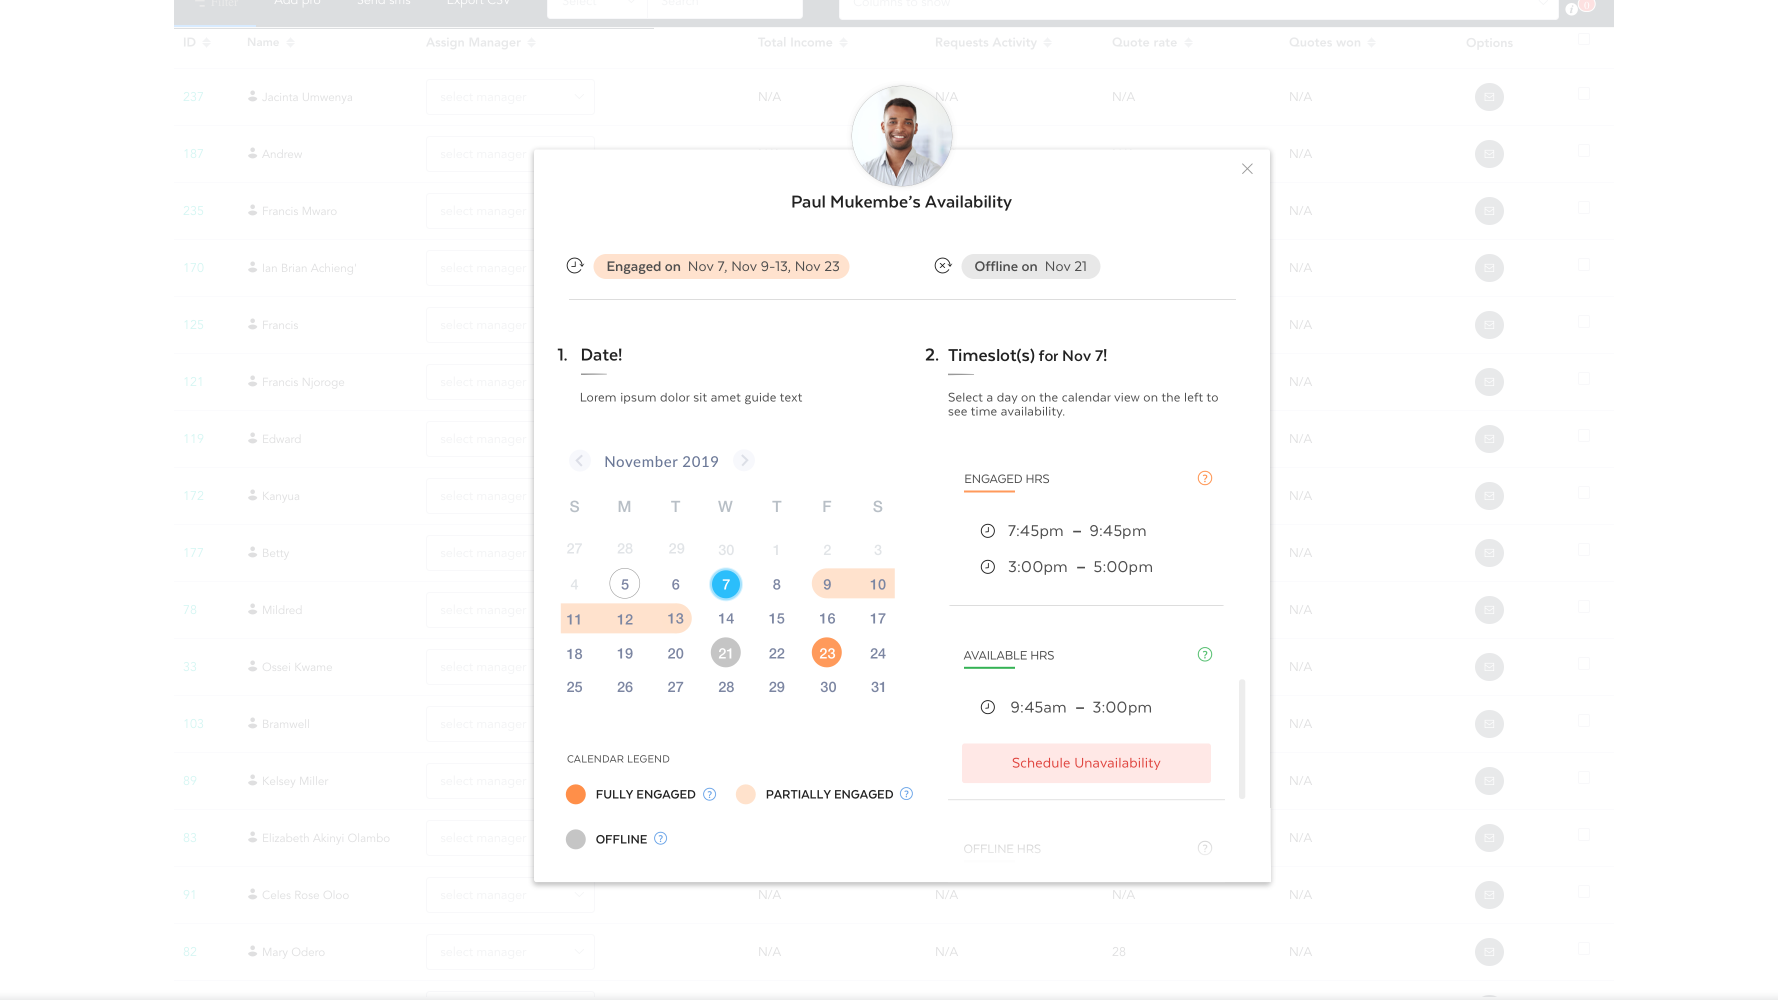 Filter Add pro Send sms Export CSV Select Search Columns to show 6
ID Name Assign Manager Total Income Requests Activity Quote rate Quotes won Options
237 Jacinta Umwenya select manager N/A N/A N/A N/A
187 Andrew select manager N/A
235 Francis Mwaro select manager N/A
170 Ian Brian Achieng' select manager N/A
125 Francis select manager N/A
121 Francis Njoroge select manager N/A
119 Edward select manager N/A
172 Kanyua select manager N/A
177 Betty select manager N/A
78 Mildred select manager N/A
33 Ossei Kwame select manager N/A
103 Bramwell select manager N/A
89 Kelsey Miller select manager N/A
83 Elizabeth Akinyi Olambo select manager N/A
91 Celes Rose Oloo select manager N/A N/A N/A N/A
82 Mary Odero select manager N/A N/A 28 N/A
Paul Mukembe's Availability
Engaged on Nov 7, Nov 9-13, Nov 23
Offline on Nov 21
1. Date!
Lorem ipsum dolor sit amet guide text
November 2019
S M T W T F S
27 28 29 30 1 2 3
4 5 6 7 8 9 10
11 12 13 14 15 16 17
18 19 20 21 22 23 24
25 26 27 28 29 30 31
CALENDAR LEGEND
FULLY ENGAGED ? PARTIALLY ENGAGED ?
OFFLINE ?
2. Timeslot(s) for Nov 7!
Select a day on the calendar view on the left to
see time availability.
ENGAGED HRS ?
7:45pm – 9:45pm
3:00pm – 5:00pm
AVAILABLE HRS ?
9:45am – 3:00pm
Schedule Unavailability
OFFLINE HRS ?